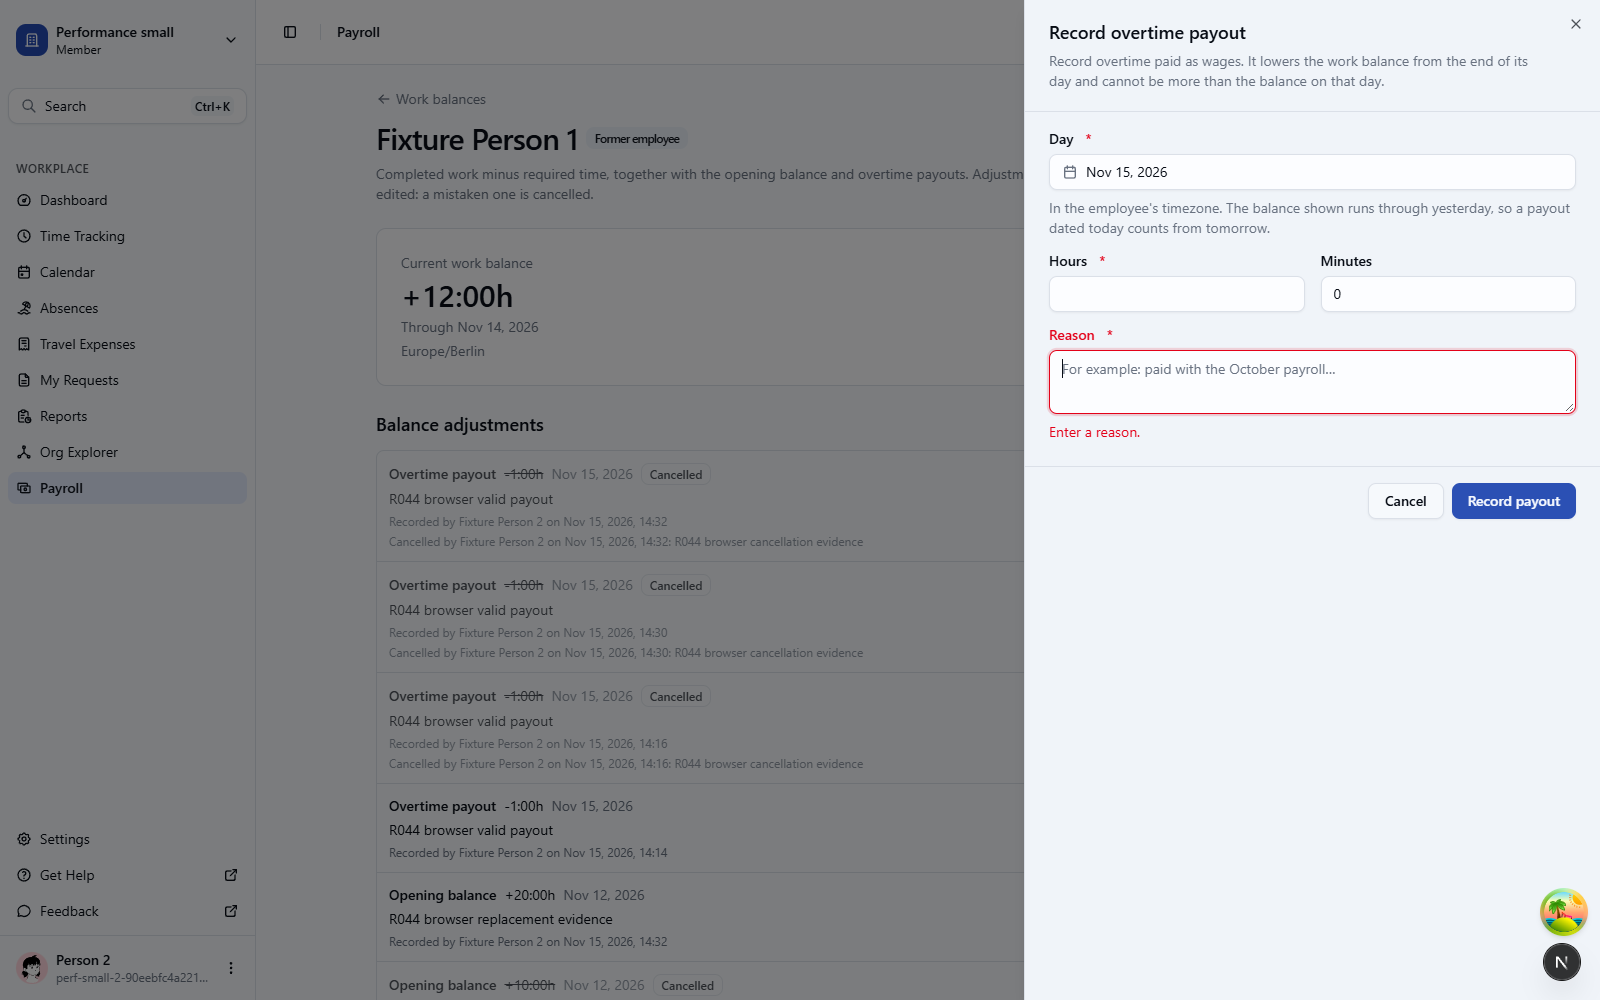 Performance small
Member
Search
Ctrl+K
WORKPLACE
Dashboard
Time Tracking
Calendar
Absences
Travel Expenses
My Requests
Reports
Org Explorer
Payroll
Settings
Get Help
Feedback
Person 2
perf-small-2-90eebfc4a221...
Payroll
Work balances
Fixture Person 1
Former employee
Completed work minus required time, together with the opening balance and overtime payouts. Adjustm
edited: a mistaken one is cancelled.
Current work balance
+12:00h
Through Nov 14, 2026
Europe/Berlin
Balance adjustments
Overtime payout -1:00h Nov 15, 2026 Cancelled
R044 browser valid payout
Recorded by Fixture Person 2 on Nov 15, 2026, 14:32
Cancelled by Fixture Person 2 on Nov 15, 2026, 14:32: R044 browser cancellation evidence
Overtime payout -1:00h Nov 15, 2026 Cancelled
R044 browser valid payout
Recorded by Fixture Person 2 on Nov 15, 2026, 14:30
Cancelled by Fixture Person 2 on Nov 15, 2026, 14:30: R044 browser cancellation evidence
Overtime payout -1:00h Nov 15, 2026 Cancelled
R044 browser valid payout
Recorded by Fixture Person 2 on Nov 15, 2026, 14:16
Cancelled by Fixture Person 2 on Nov 15, 2026, 14:16: R044 browser cancellation evidence
Overtime payout -1:00h Nov 15, 2026
R044 browser valid payout
Recorded by Fixture Person 2 on Nov 15, 2026, 14:14
Opening balance +20:00h Nov 12, 2026
R044 browser replacement evidence
Recorded by Fixture Person 2 on Nov 15, 2026, 14:32
Opening balance +10:00h Nov 12, 2026 Cancelled
Record overtime payout
Record overtime paid as wages. It lowers the work balance from the end of its
day and cannot be more than the balance on that day.
Day *
Nov 15, 2026
In the employee's timezone. The balance shown runs through yesterday, so a payout
dated today counts from tomorrow.
Hours *
Minutes
0
Reason *
For example: paid with the October payroll...
Enter a reason.
Cancel
Record payout
N